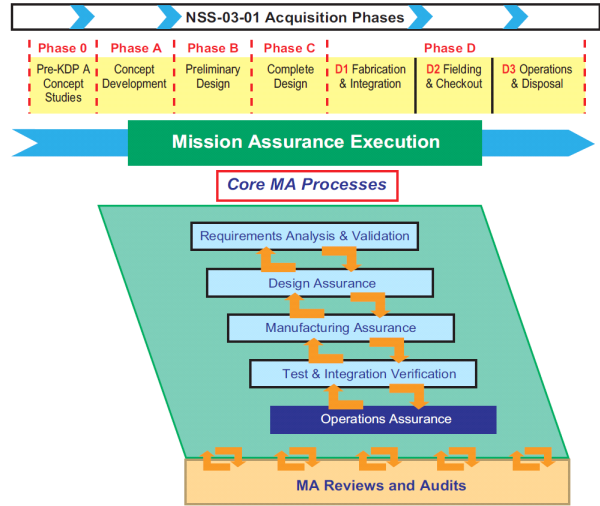 NSS-03-01 Acquisition Phases
Phase 0
Phase A
Phase B
Phase C
Phase D
Pre-KDP A
Concept
Studies
Concept
Development
Preliminary
Design
Complete
Design
D1 Fabrication
& Integration
D2 Fielding
& Checkout
D3 Operations
& Disposal
Mission Assurance Execution
Core MA Processes
Requirements Analysis & Validation
Design Assurance
Manufacturing Assurance
Test & Integration Verification
Operations Assurance
MA Reviews and Audits